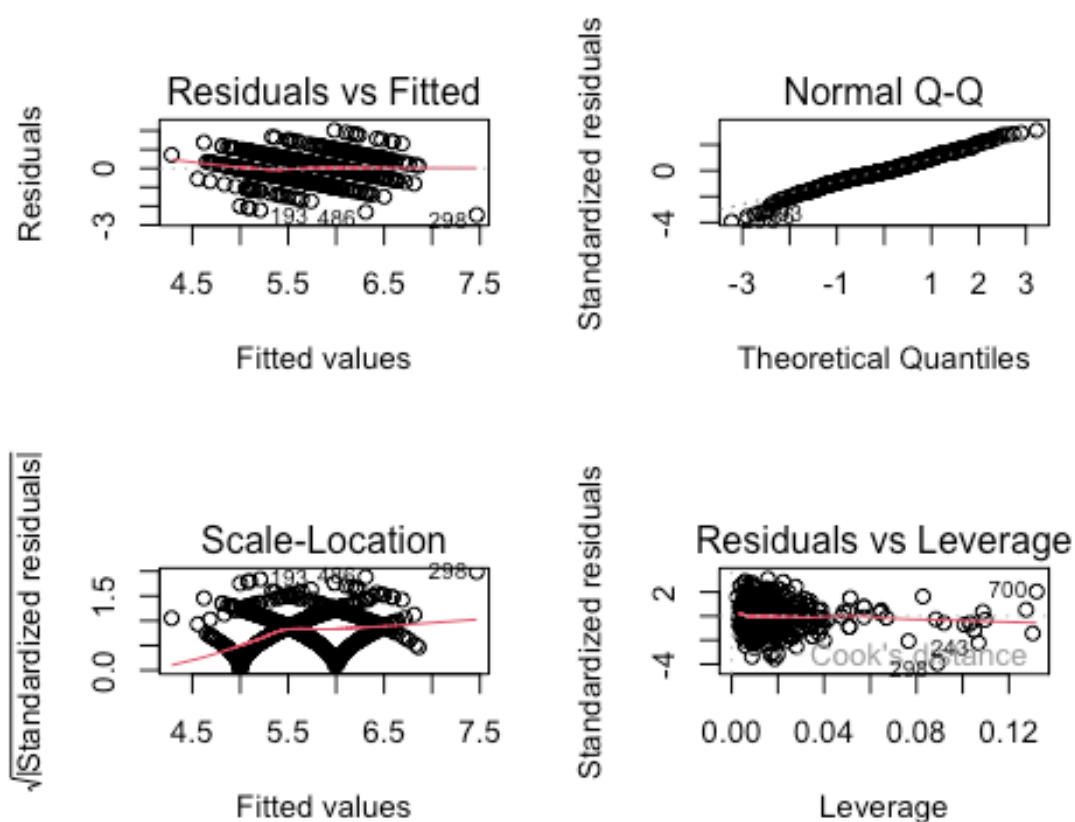 Residuals vs Fitted
Residuals
0
-3
193 486
298
4.5 5.5 6.5 7.5
Fitted values
Normal Q-Q
Standardized residuals
0
-4
-3 -1 1 2 3
Theoretical Quantiles
Scale-Location
√|Standardized residuals|
1.5
0.0
193 486
298
4.5 5.5 6.5 7.5
Fitted values
Residuals vs Leverage
Standardized residuals
2
-4
700
243
Cook's distance
298
0.00 0.04 0.08 0.12
Leverage